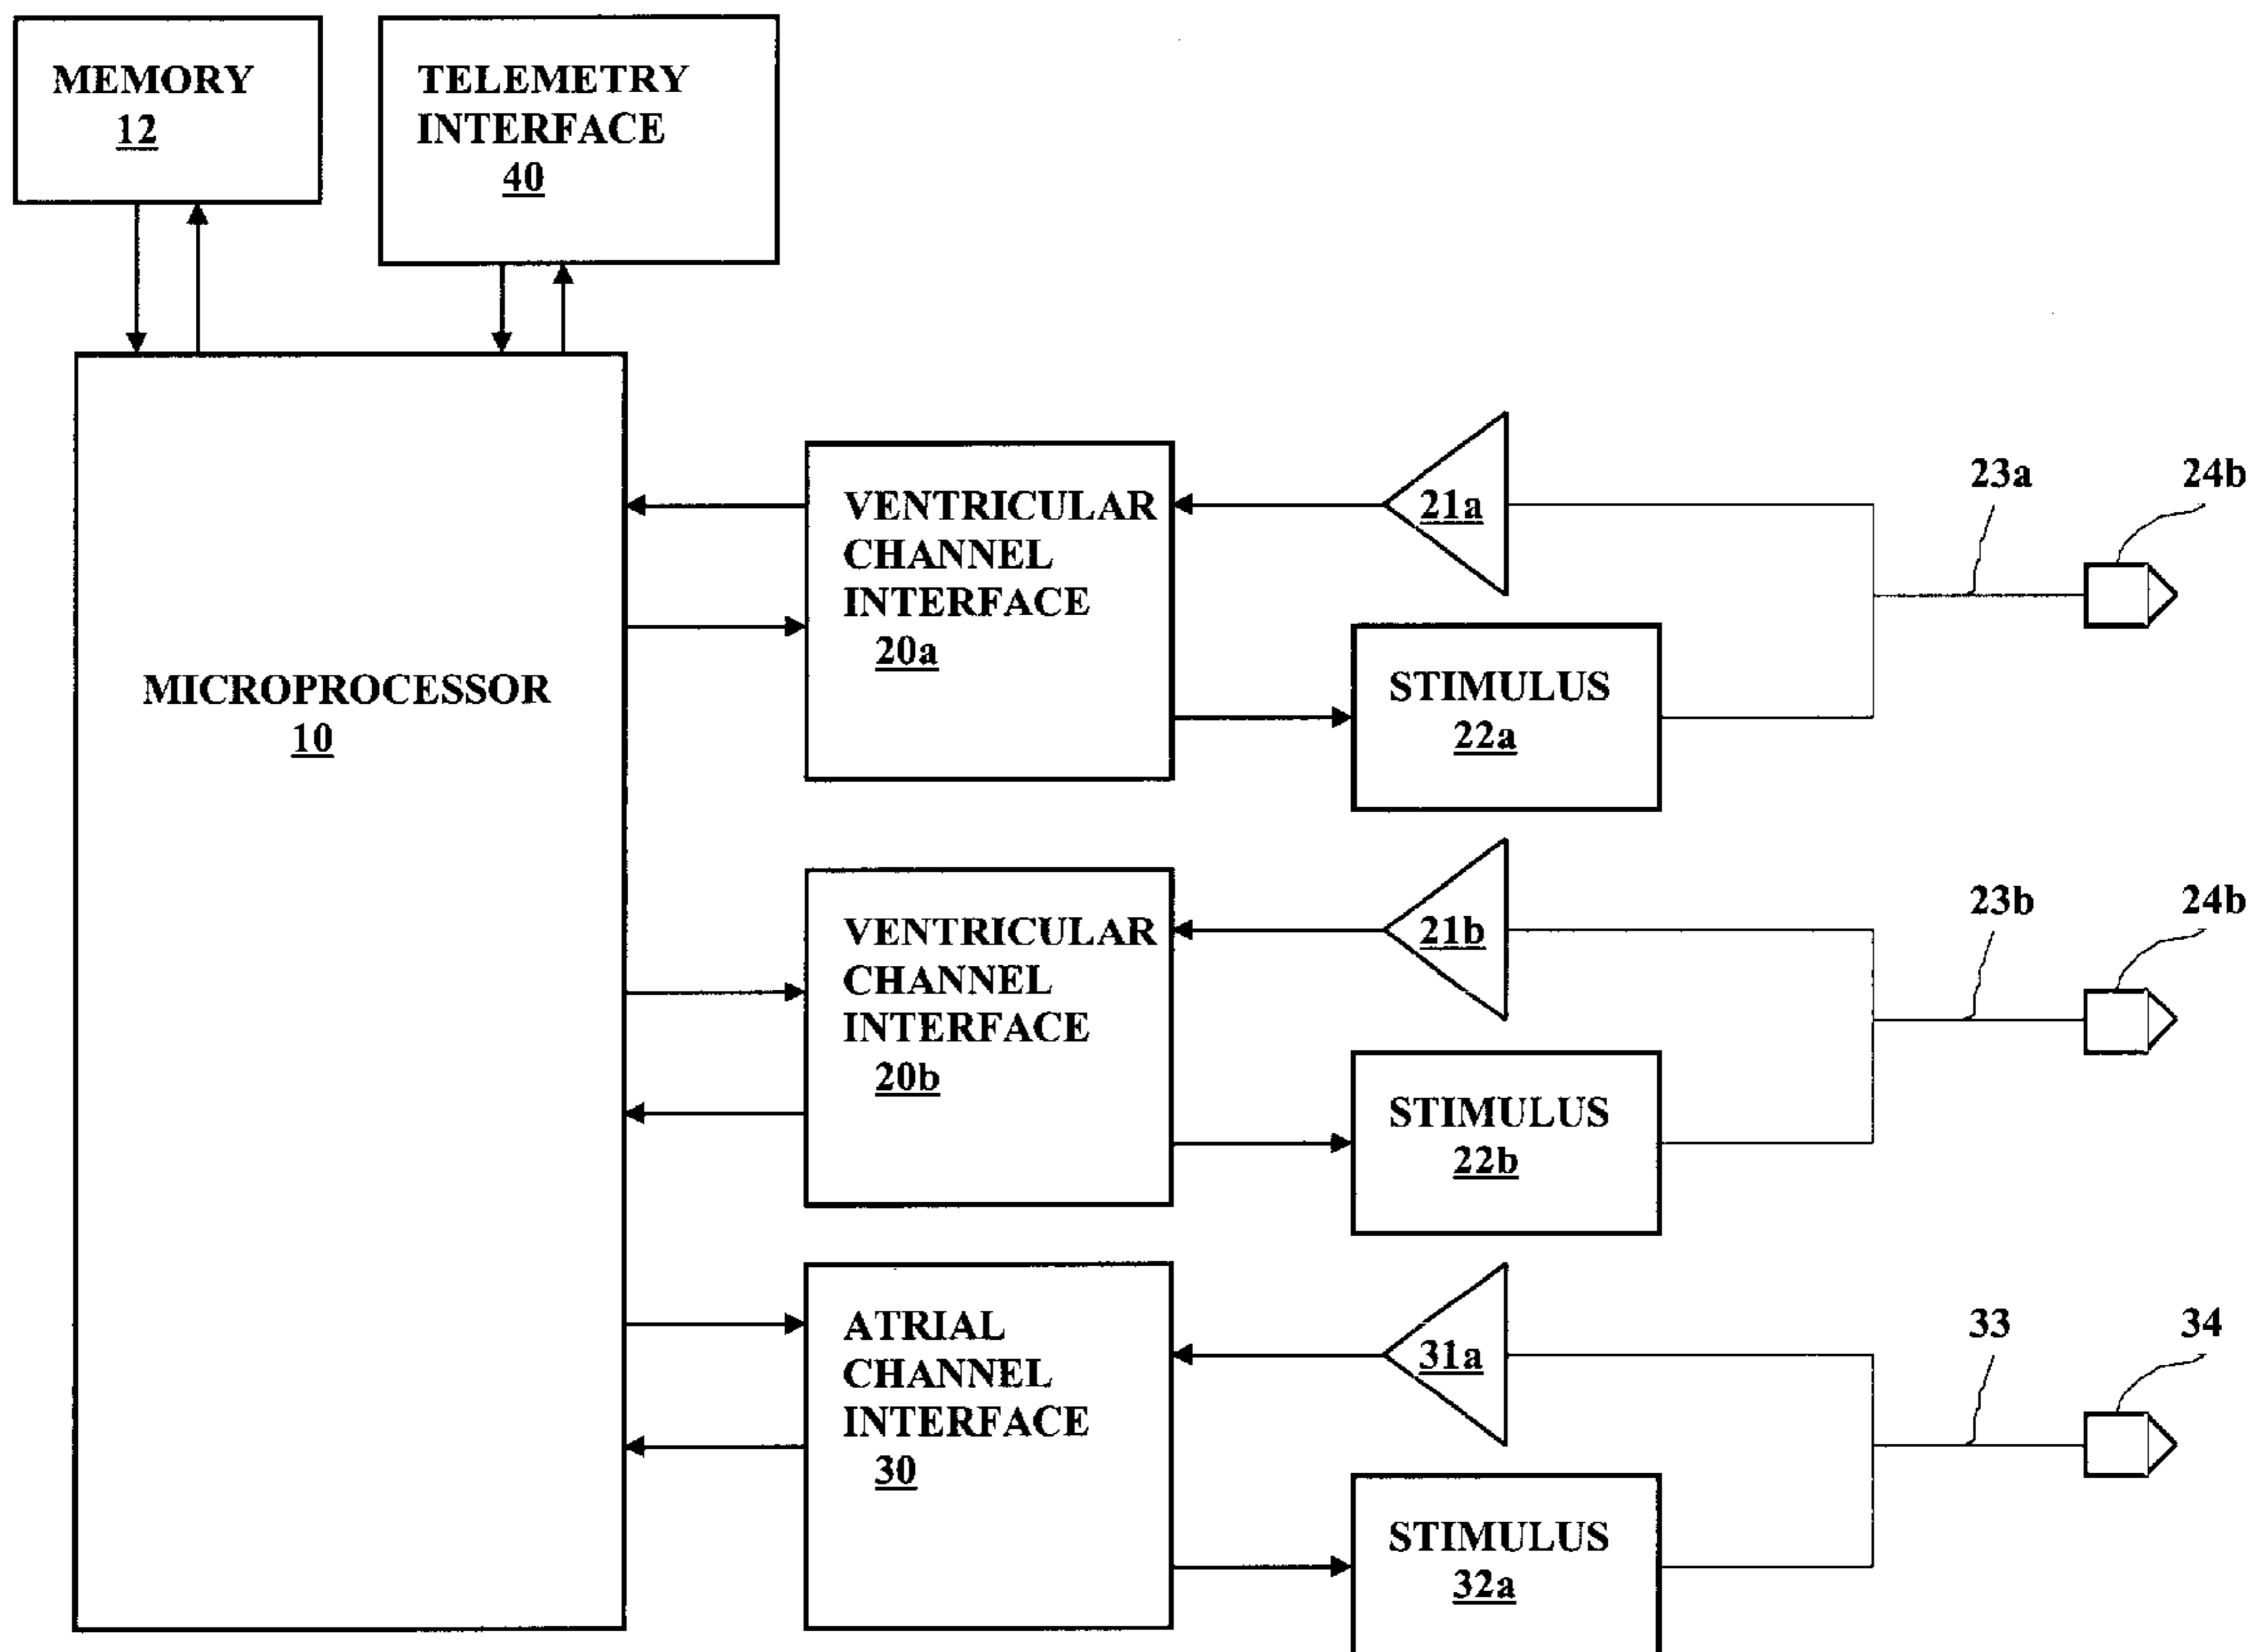 MEMORY
12
TELEMETRY
INTERFACE
40
MICROPROCESSOR
10
VENTRICULAR
CHANNEL
INTERFACE
20a
21a
STIMULUS
22a
23a
24b
VENTRICULAR
CHANNEL
INTERFACE
20b
21b
STIMULUS
22b
23b
24b
ATRIAL
CHANNEL
INTERFACE
30
31a
STIMULUS
32a
33
34